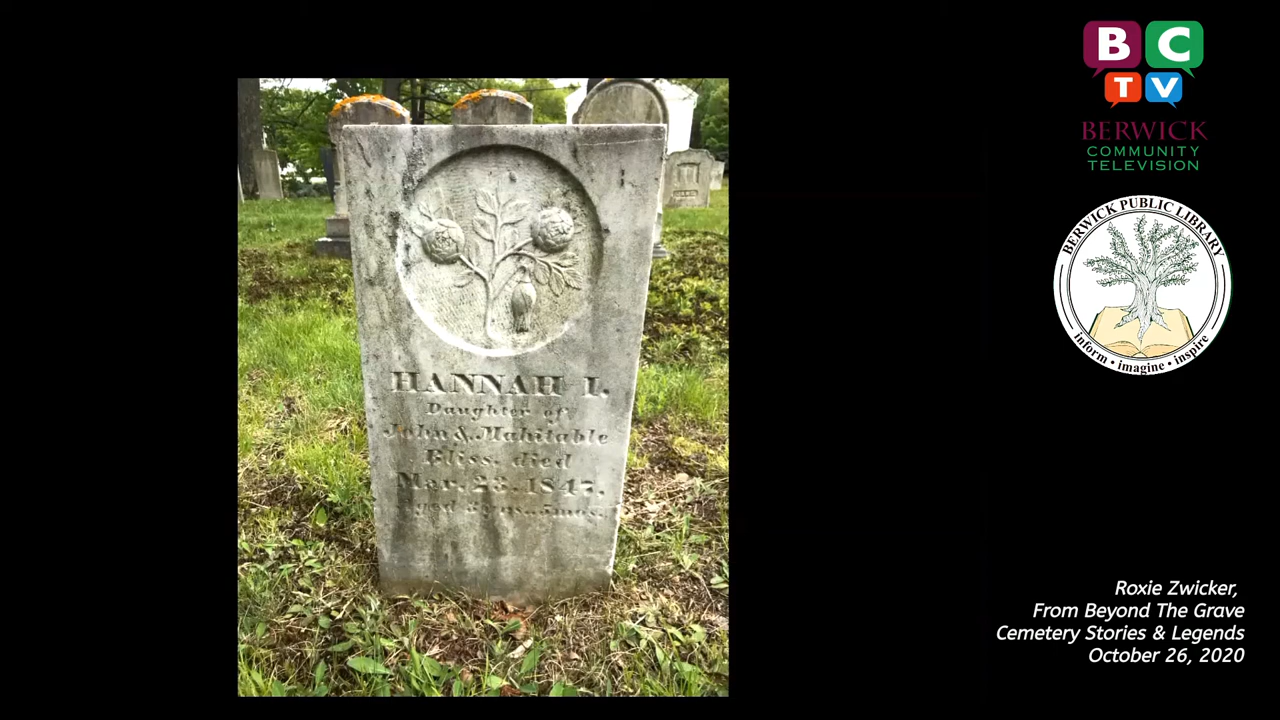 HANNAH I.
Daughter of
John & Mahitable
Bliss, died
Mar. 23. 1847.
B C
T V
BERWICK
COMMUNITY
TELEVISION
BERWICK PUBLIC LIBRARY
inform • imagine • inspire
Roxie Zwicker,
From Beyond The Grave
Cemetery Stories & Legends
October 26, 2020